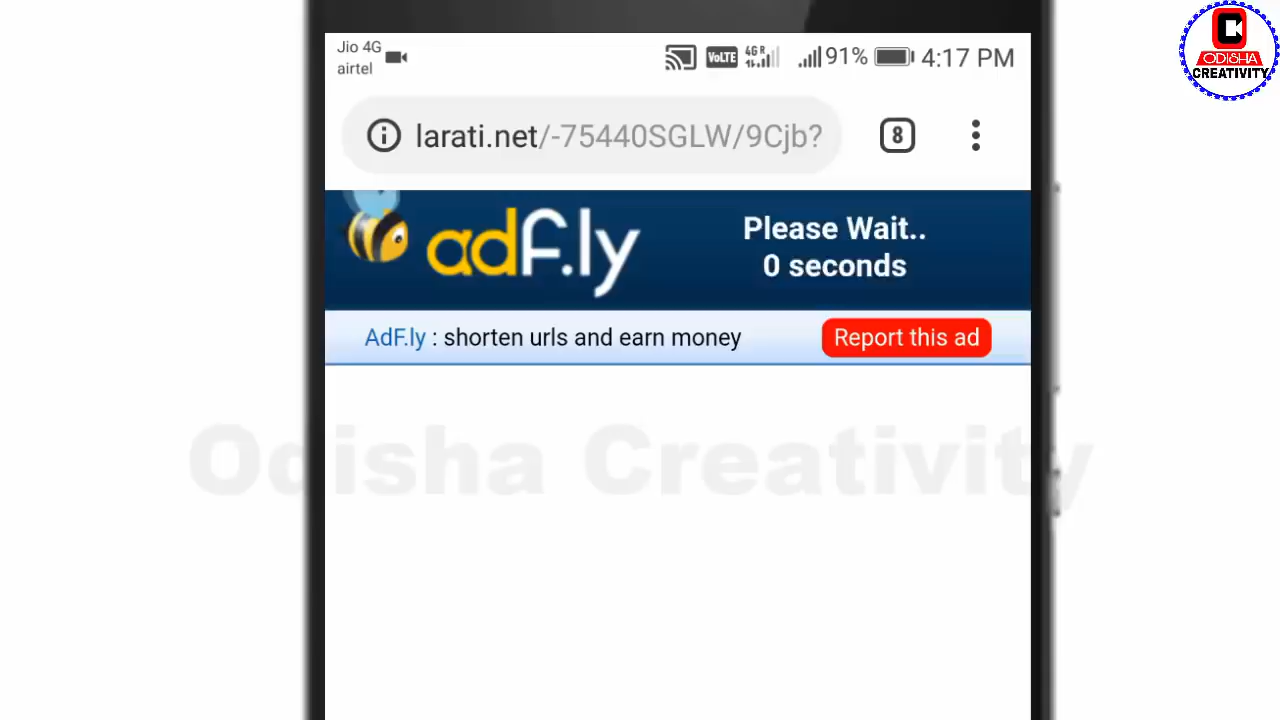 Jio 4G
airtel
VoLTE
4G R
91%
4:17 PM
ODISHA
CREATIVITY
larati.net/-75440SGLW/9Cjb?
8
adf.ly
Please Wait..
0 seconds
AdF.ly : shorten urls and earn money
Report this ad
Odisha Creativity